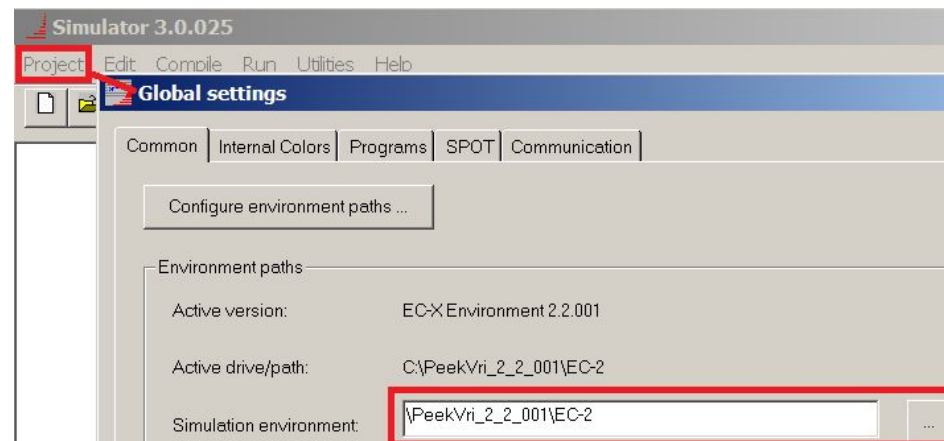 Simulator 3.0.025
Project Edit Compile Run Utilities Help
Global settings
Common Internal Colors Programs SPOT Communication
Configure environment paths ...
Environment paths
Active version: EC-X Environment 2.2.001
Active drive/path: C:\PeekVri_2_2_001\EC-2
Simulation environment: \PeekVri_2_2_001\EC-2 ...